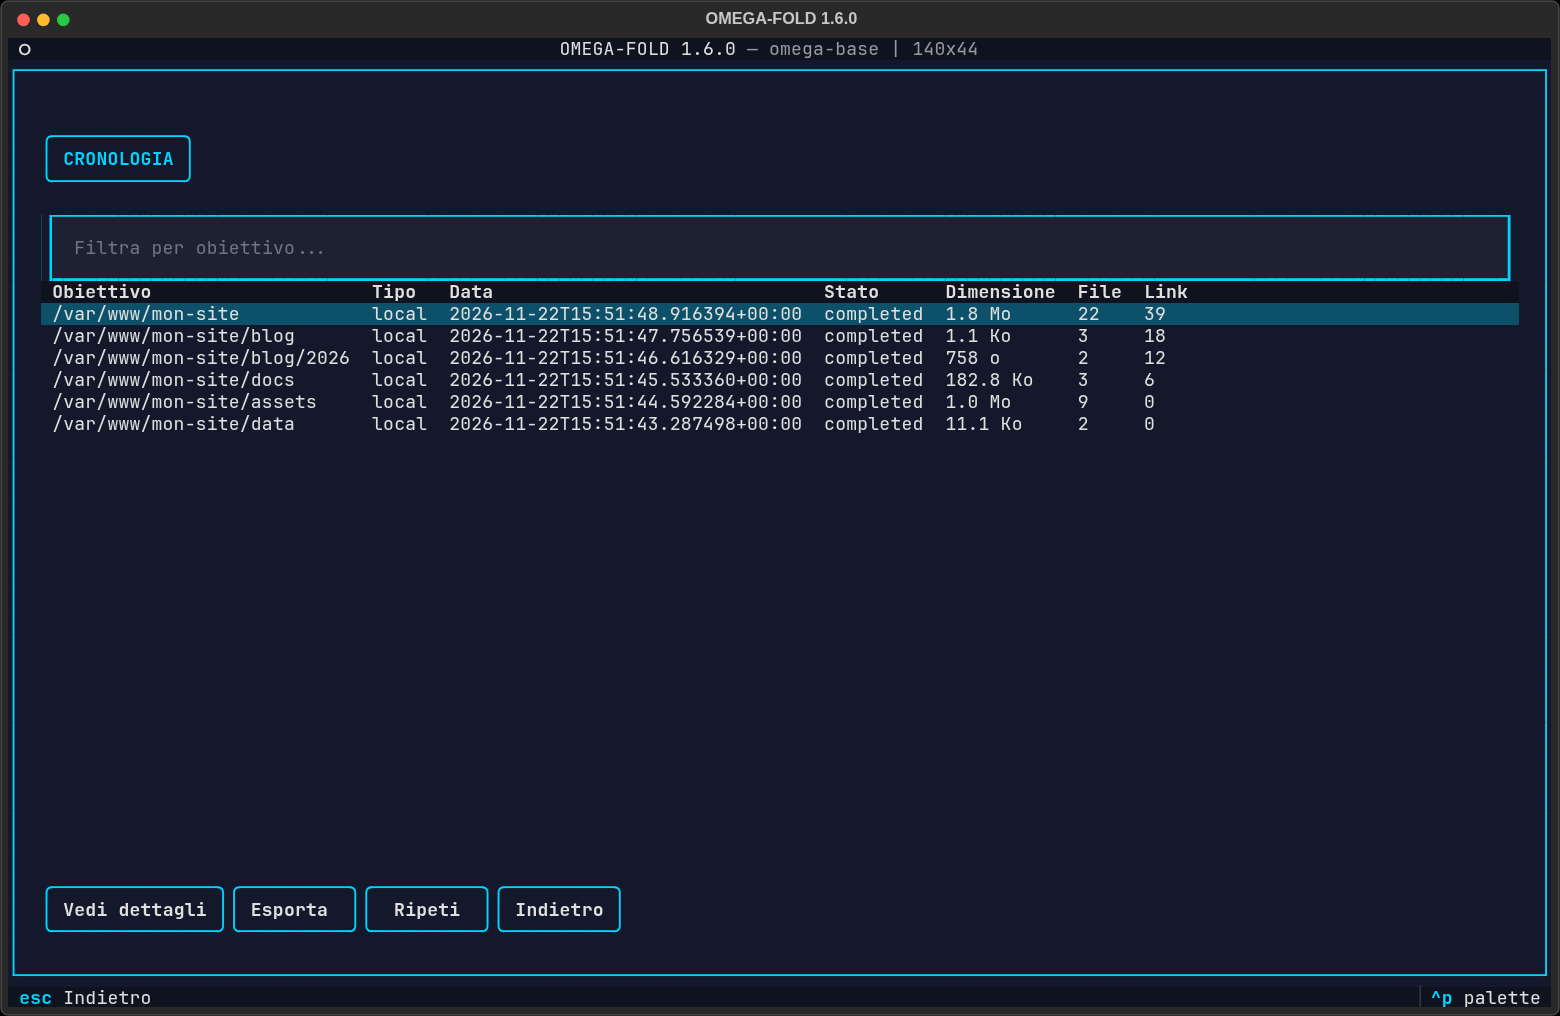 OMEGA-FOLD 1.6.0
OMEGA-FOLD 1.6.0 — omega-base | 140x44
CRONOLOGIA
Filtra per obiettivo...
Obiettivo Tipo Data Stato Dimensione File Link
/var/www/mon-site local 2026-11-22T15:51:48.916394+00:00 completed 1.8 Mo 22 39
/var/www/mon-site/blog local 2026-11-22T15:51:47.756539+00:00 completed 1.1 Ko 3 18
/var/www/mon-site/blog/2026 local 2026-11-22T15:51:46.616329+00:00 completed 758 o 2 12
/var/www/mon-site/docs local 2026-11-22T15:51:45.533360+00:00 completed 182.8 Ko 3 6
/var/www/mon-site/assets local 2026-11-22T15:51:44.592284+00:00 completed 1.0 Mo 9 0
/var/www/mon-site/data local 2026-11-22T15:51:43.287498+00:00 completed 11.1 Ko 2 0
Vedi dettagli Esporta Ripeti Indietro
esc Indietro ^p palette